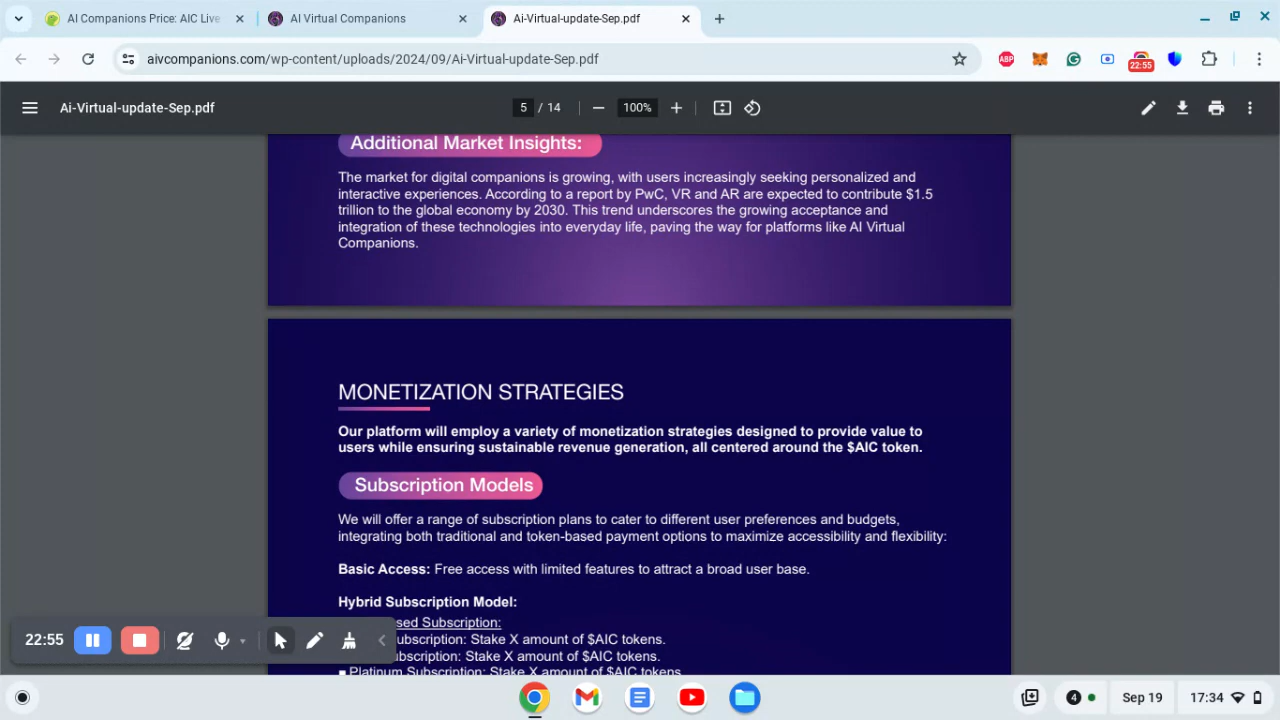 AI Companions Price: AIC Live
AI Virtual Companions
Ai-Virtual-update-Sep.pdf
aivcompanions.com/wp-content/uploads/2024/09/Ai-Virtual-update-Sep.pdf
ABP
22:55
Ai-Virtual-update-Sep.pdf
5 / 14
100%
Additional Market Insights:
The market for digital companions is growing, with users increasingly seeking personalized and
interactive experiences. According to a report by PwC, VR and AR are expected to contribute $1.5
trillion to the global economy by 2030. This trend underscores the growing acceptance and
integration of these technologies into everyday life, paving the way for platforms like AI Virtual
Companions.
MONETIZATION STRATEGIES
Our platform will employ a variety of monetization strategies designed to provide value to
users while ensuring sustainable revenue generation, all centered around the $AIC token.
Subscription Models
We will offer a range of subscription plans to cater to different user preferences and budgets,
integrating both traditional and token-based payment options to maximize accessibility and flexibility:
Basic Access: Free access with limited features to attract a broad user base.
Hybrid Subscription Model:
sed Subscription:
ubscription: Stake X amount of $AIC tokens.
ubscription: Stake X amount of $AIC tokens.
■ Platinum Subscription: Stake X amount of $AIC tokens.
22:55
4
Sep 19
17:34